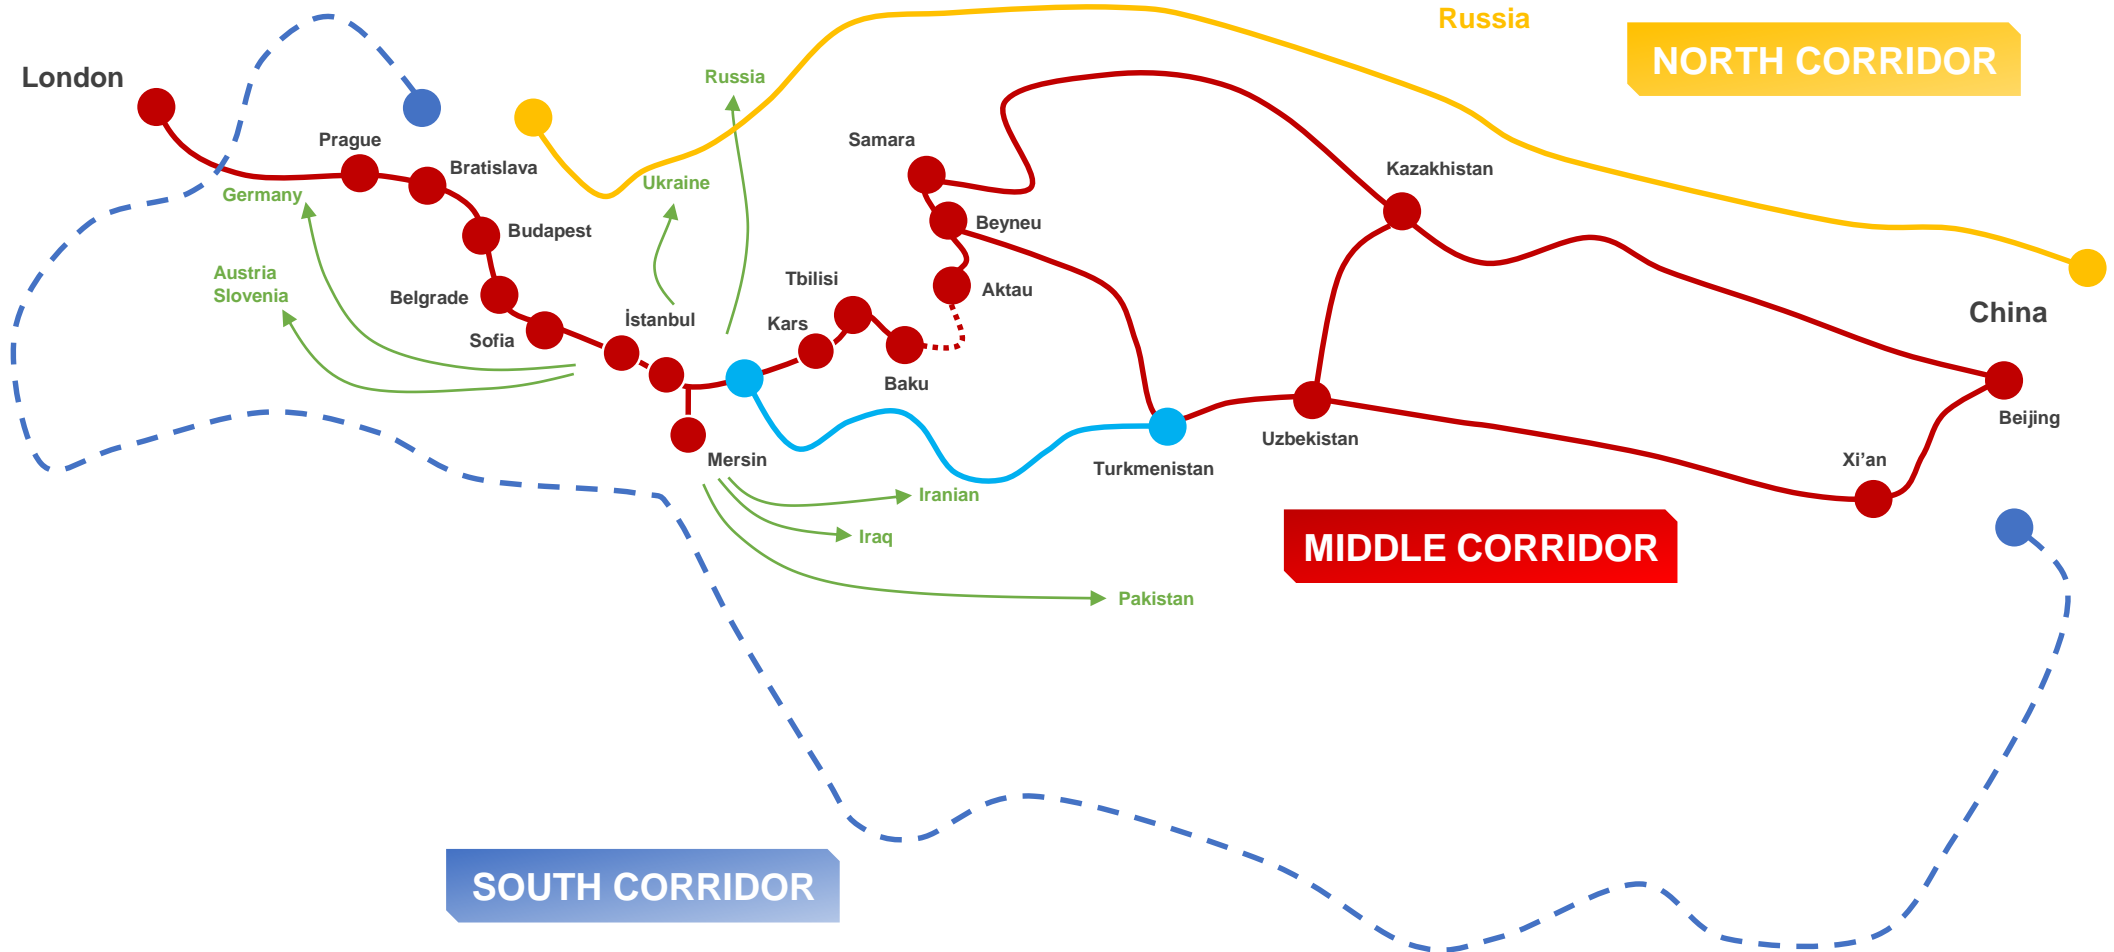 Russia
NORTH CORRIDOR
London
Russia
Prague
Samara
Bratislava
Kazakhistan
Germany
Ukraine
Budapest
Beyneu
Austria
Slovenia
Tbilisi
Aktau
Belgrade
İstanbul
Kars
China
Sofia
Baku
Beijing
Mersin
Turkmenistan
Uzbekistan
Xi’an
Iranian
Iraq
MIDDLE CORRIDOR
Pakistan
SOUTH CORRIDOR